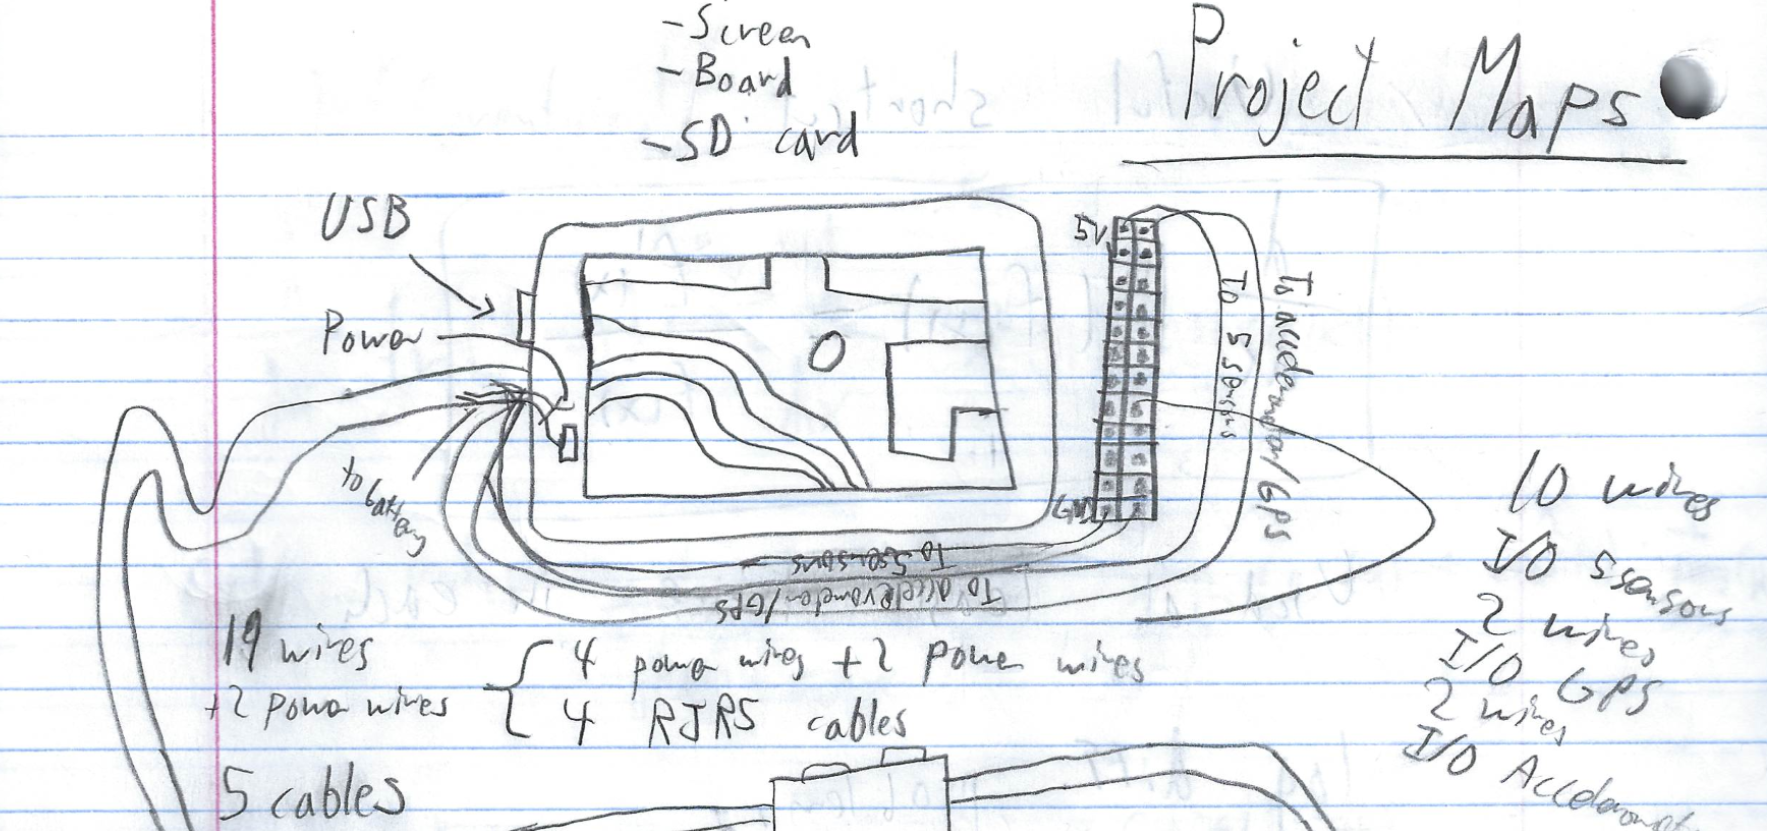 -Screen
-Board
-SD card
Project Maps
USB
Power
to battery
5V
GND
To 5 sensors
To accelerometer/GPS
To 5 sensors
To accelerometer/GPS
19 wires
+2 power wires
4 power wires +2 power wires
4 RJRS cables
5 cables
10 wires
I/O 5 sensors
2 wires
I/O GPS
2 wires
I/O